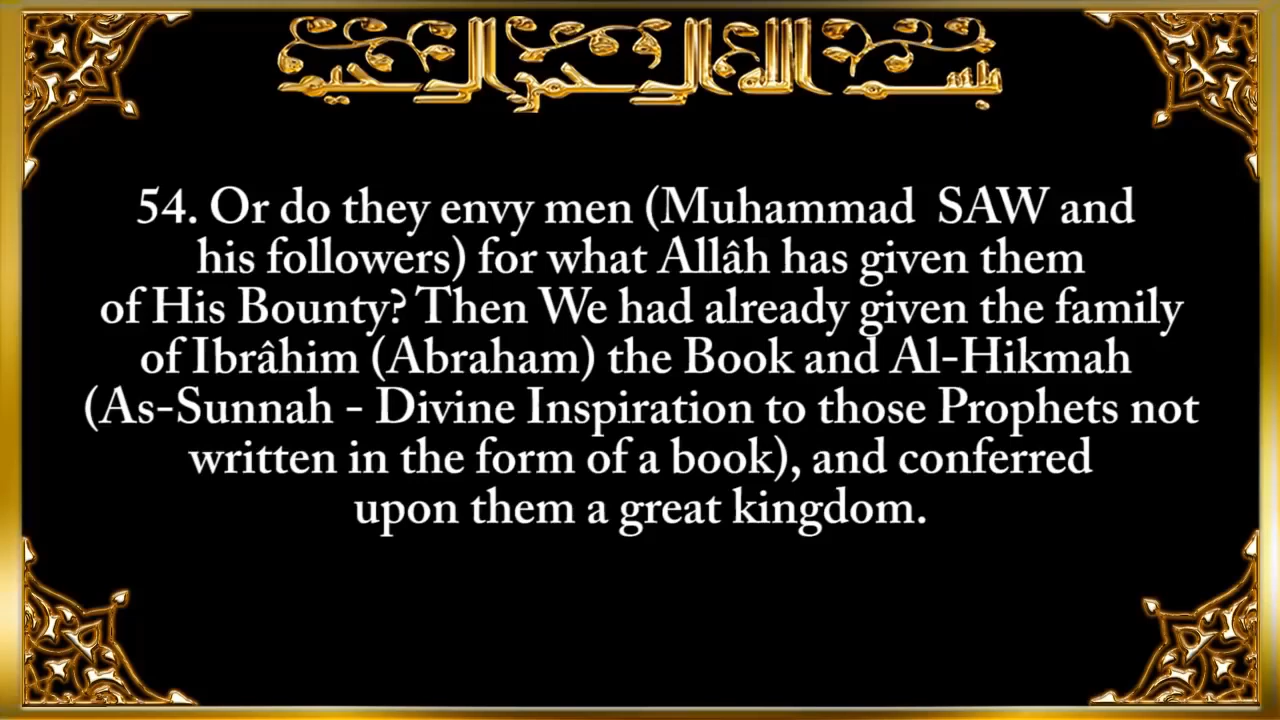 بسم الله الرحمن الرحيم
54. Or do they envy men (Muhammad SAW and
his followers) for what Allâh has given them
of His Bounty? Then We had already given the family
of Ibrâhim (Abraham) the Book and Al-Hikmah
(As-Sunnah - Divine Inspiration to those Prophets not
written in the form of a book), and conferred
upon them a great kingdom.